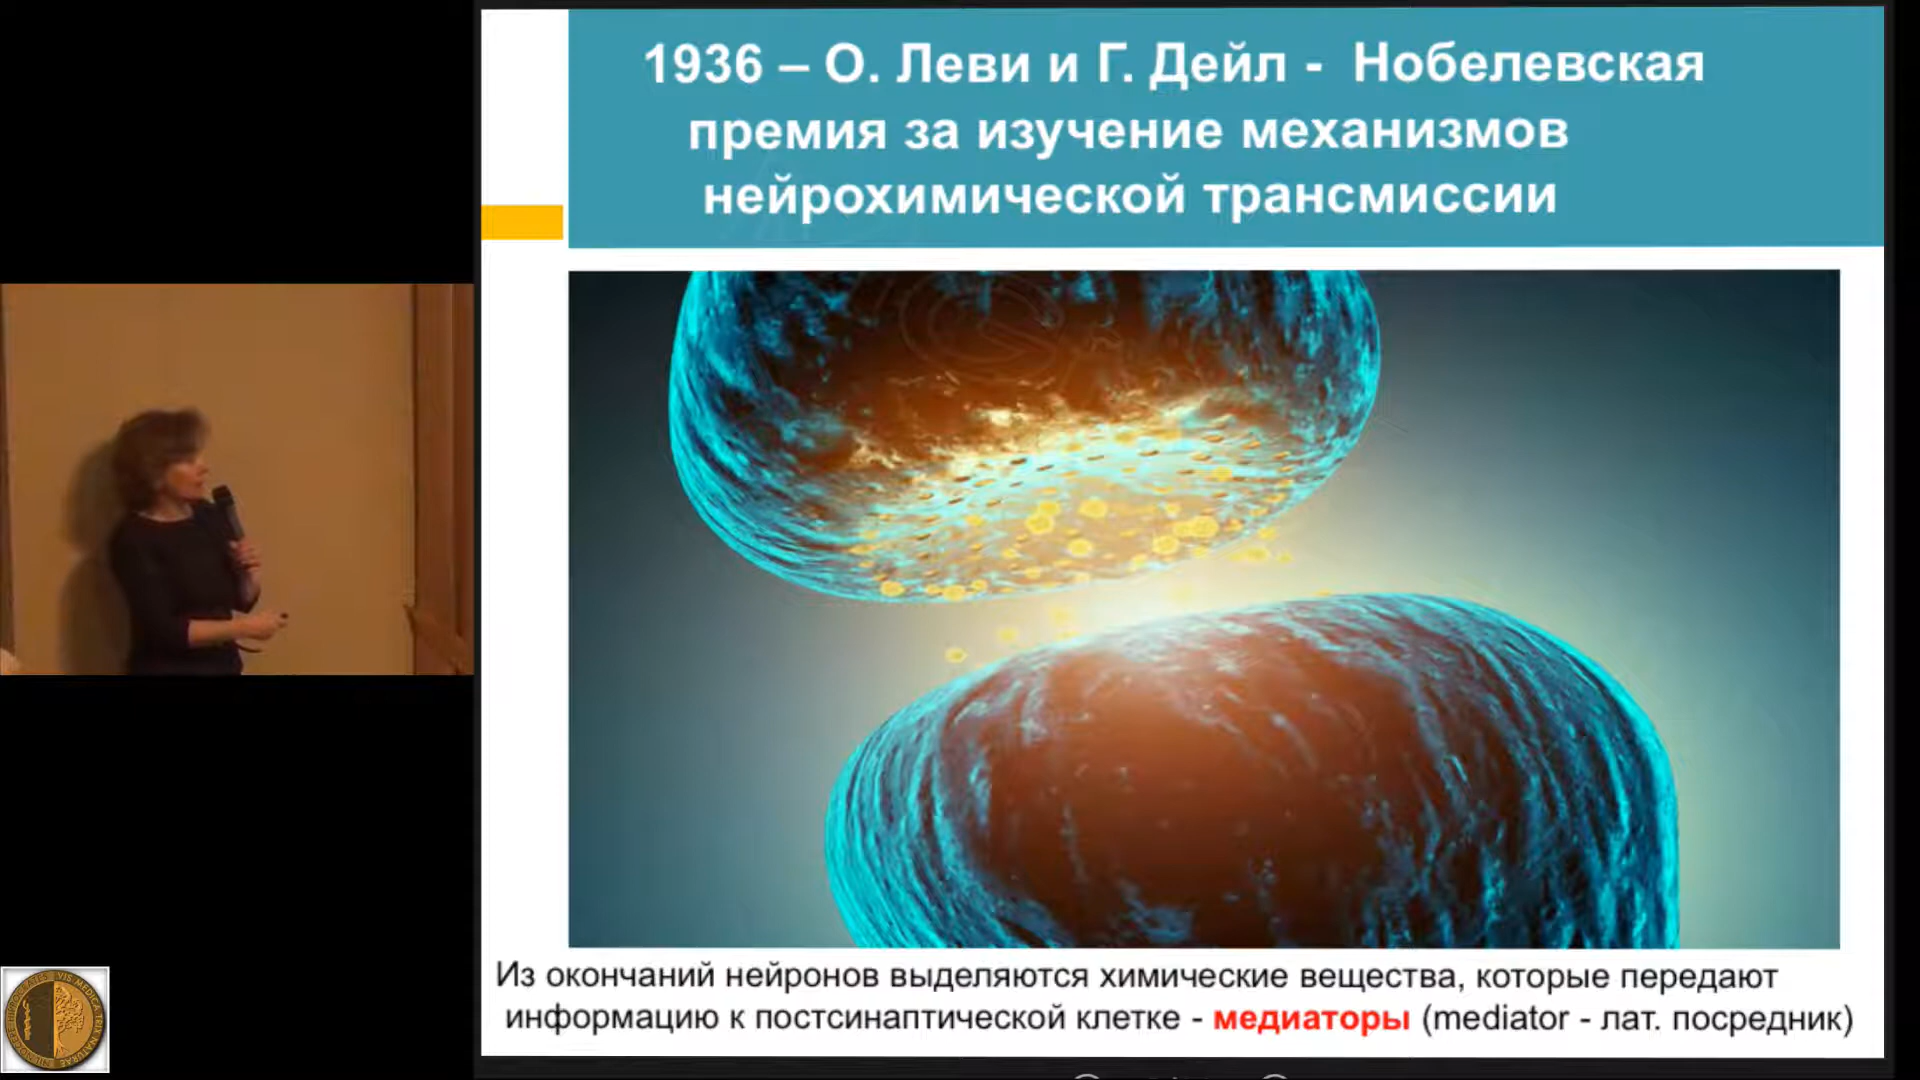 1936 – О. Леви и Г. Дейл - Нобелевская
премия за изучение механизмов
нейрохимической трансмиссии
Из окончаний нейронов выделяются химические вещества, которые передают
информацию к постсинаптической клетке - медиаторы (mediator - лат. посредник)